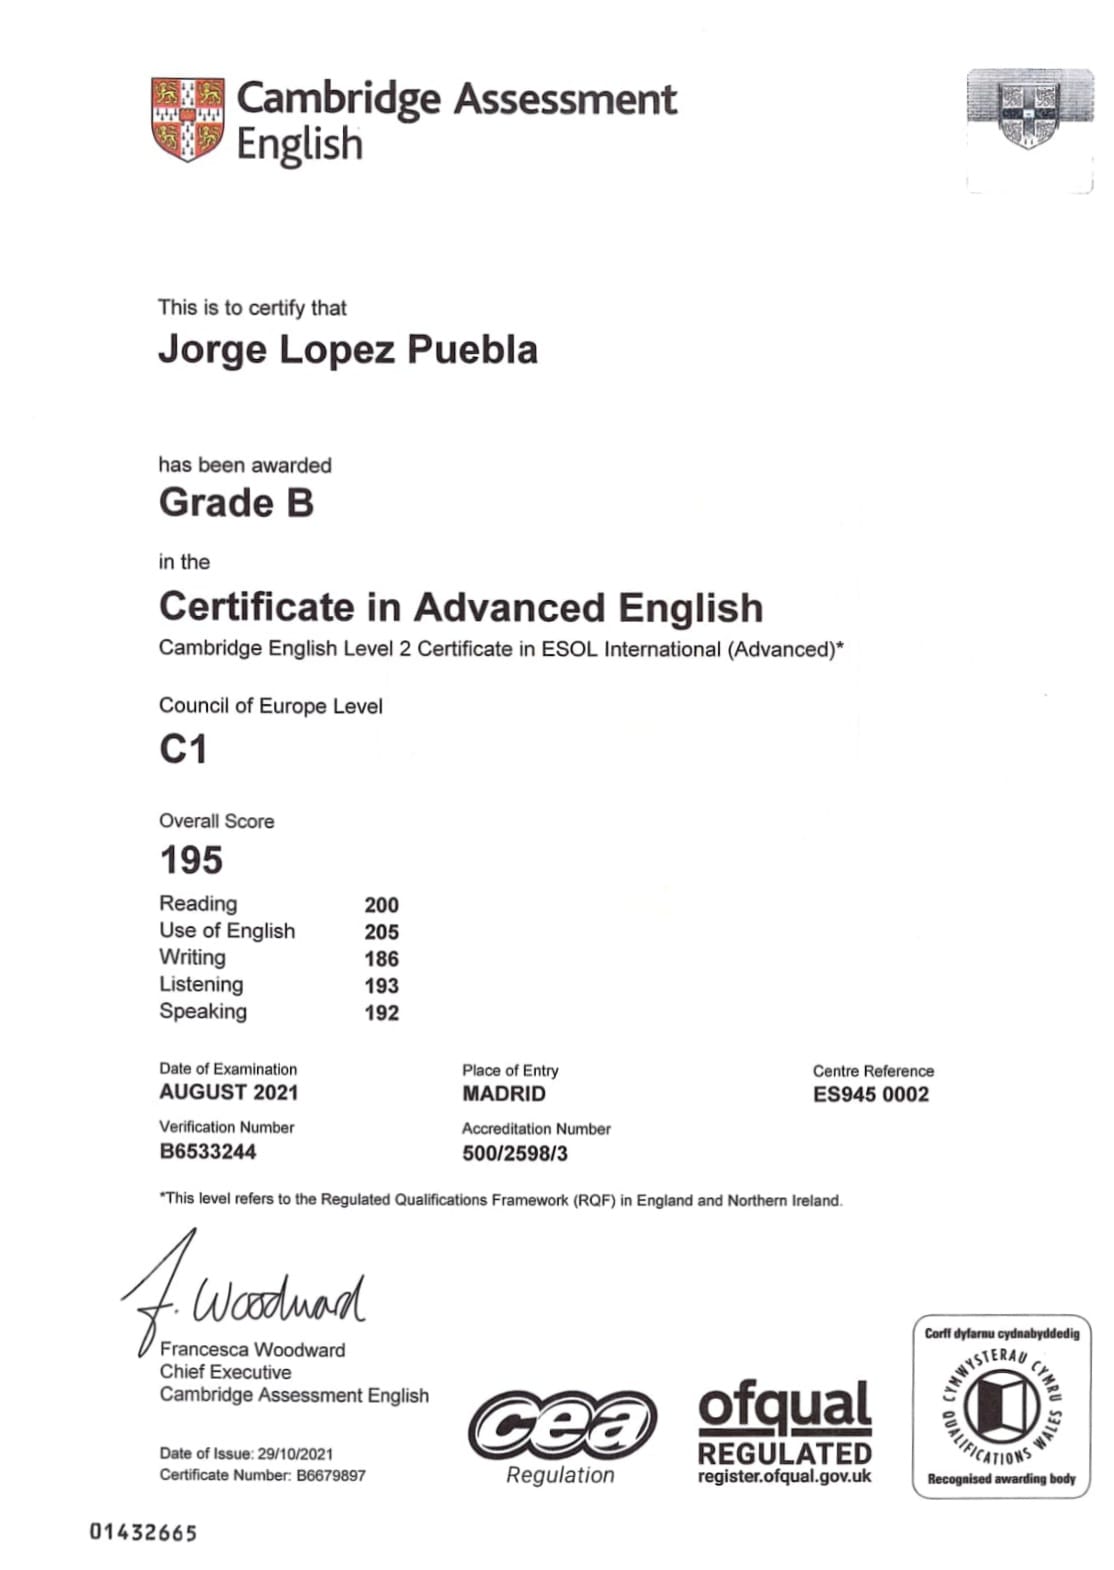 Cambridge Assessment
English
This is to certify that
Jorge Lopez Puebla
has been awarded
Grade B
in the
Certificate in Advanced English
Cambridge English Level 2 Certificate in ESOL International (Advanced)*
Council of Europe Level
C1
Overall Score
195
Reading 200
Use of English 205
Writing 186
Listening 193
Speaking 192
Date of Examination Place of Entry Centre Reference
AUGUST 2021 MADRID ES945 0002
Verification Number Accreditation Number
B6533244 500/2598/3
*This level refers to the Regulated Qualifications Framework (RQF) in England and Northern Ireland.
F. Woodward
Francesca Woodward
Chief Executive
Cambridge Assessment English
Date of Issue: 29/10/2021
Certificate Number: B6679897
cea
Regulation
ofqual
REGULATED
register.ofqual.gov.uk
Corff dyfarnu cydnabyddedig
CYMWYSTERAU CYMRU
QUALIFICATIONS WALES
Recognised awarding body
01432665